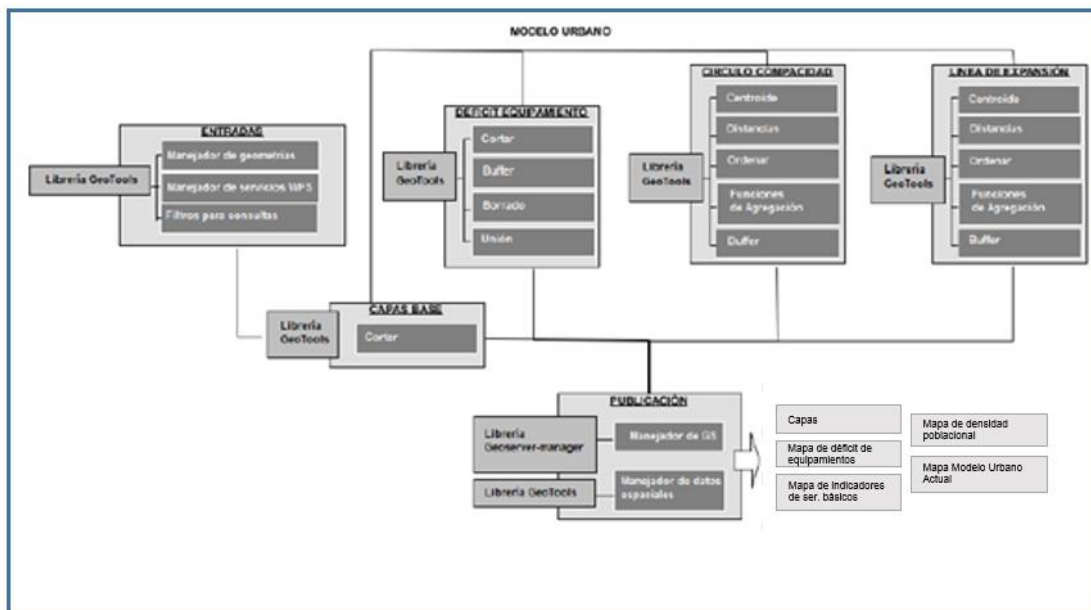 MODELO URBANO
ENTRADAS
Librería GeoTools
Manejador de geometrías
Manejador de servicios WFS
Filtros para consultas
DÉFICIT EQUIPAMIENTO
Librería
GeoTools
Cortar
Buffer
Borrado
Unión
CÍRCULO COMPACIDAD
Librería
GeoTools
Centroide
Distancias
Ordenar
Funciones
de Agregación
Buffer
LÍNEA DE EXPANSIÓN
Librería
GeoTools
Centroide
Distancias
Ordenar
Funciones
de Agregación
Buffer
CAPAS BASE
Librería
GeoTools
Cortar
PUBLICACIÓN
Librería
Geoserver-manager
Manejador de GS
Librería GeoTools
Manejador de datos
espaciales
Capas
Mapa de déficit de
equipamientos
Mapa de indicadores
de ser. básicos
Mapa de densidad
poblacional
Mapa Modelo Urbano
Actual